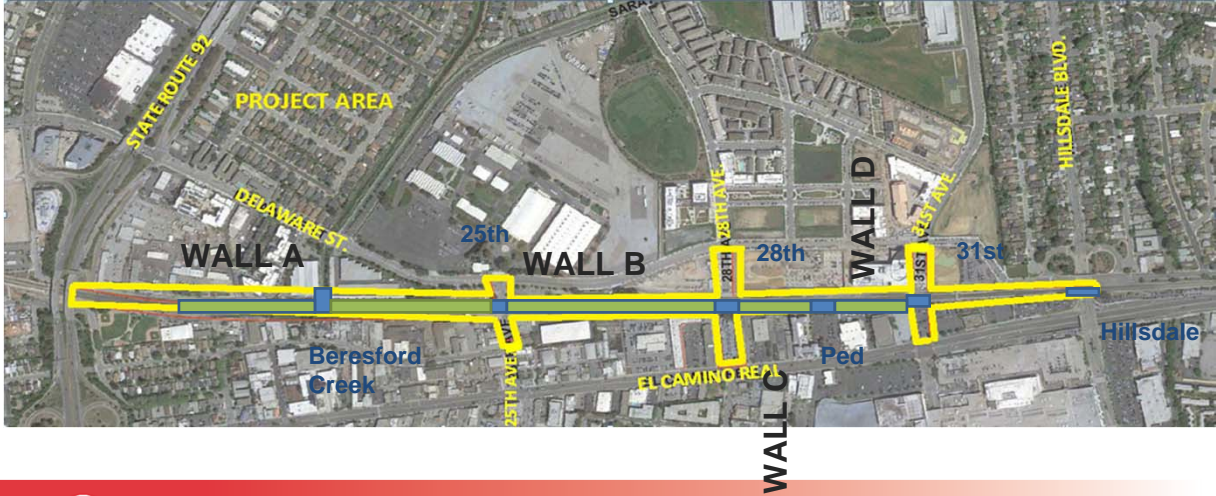 SARA
STATE ROUTE 92
PROJECT AREA
HILLSDALE BLVD.
DELAWARE ST.
25th
WALL A
WALL B
28TH AVE.
28TH A
28th
WALL D
31ST AVE.
31ST
31st
Beresford
Creek
25TH AVE
Ped
Hillsdale
EL CAMINO REAL
WALL C